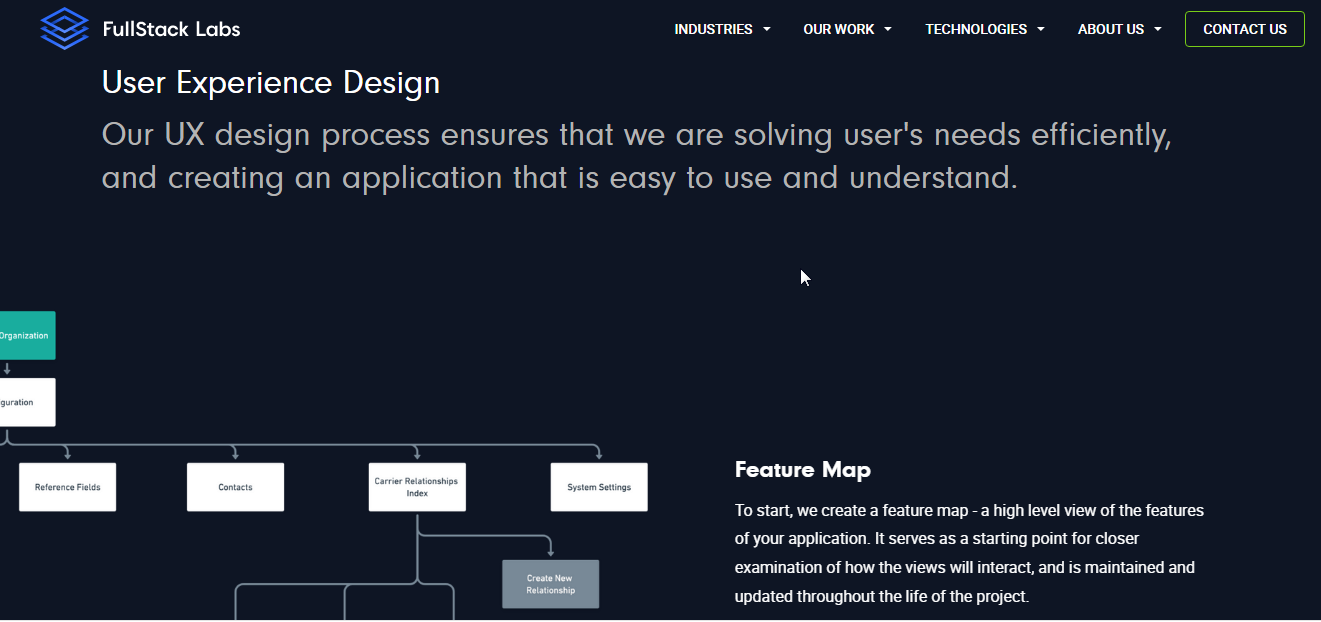 FullStack Labs
INDUSTRIES
OUR WORK
TECHNOLOGIES
ABOUT US
CONTACT US
User Experience Design
Our UX design process ensures that we are solving user's needs efficiently,
and creating an application that is easy to use and understand.
Organization
guration
Reference Fields
Contacts
Carrier Relationships
Index
System Settings
Create New
Relationship
Feature Map
To start, we create a feature map - a high level view of the features
of your application. It serves as a starting point for closer
examination of how the views will interact, and is maintained and
updated throughout the life of the project.